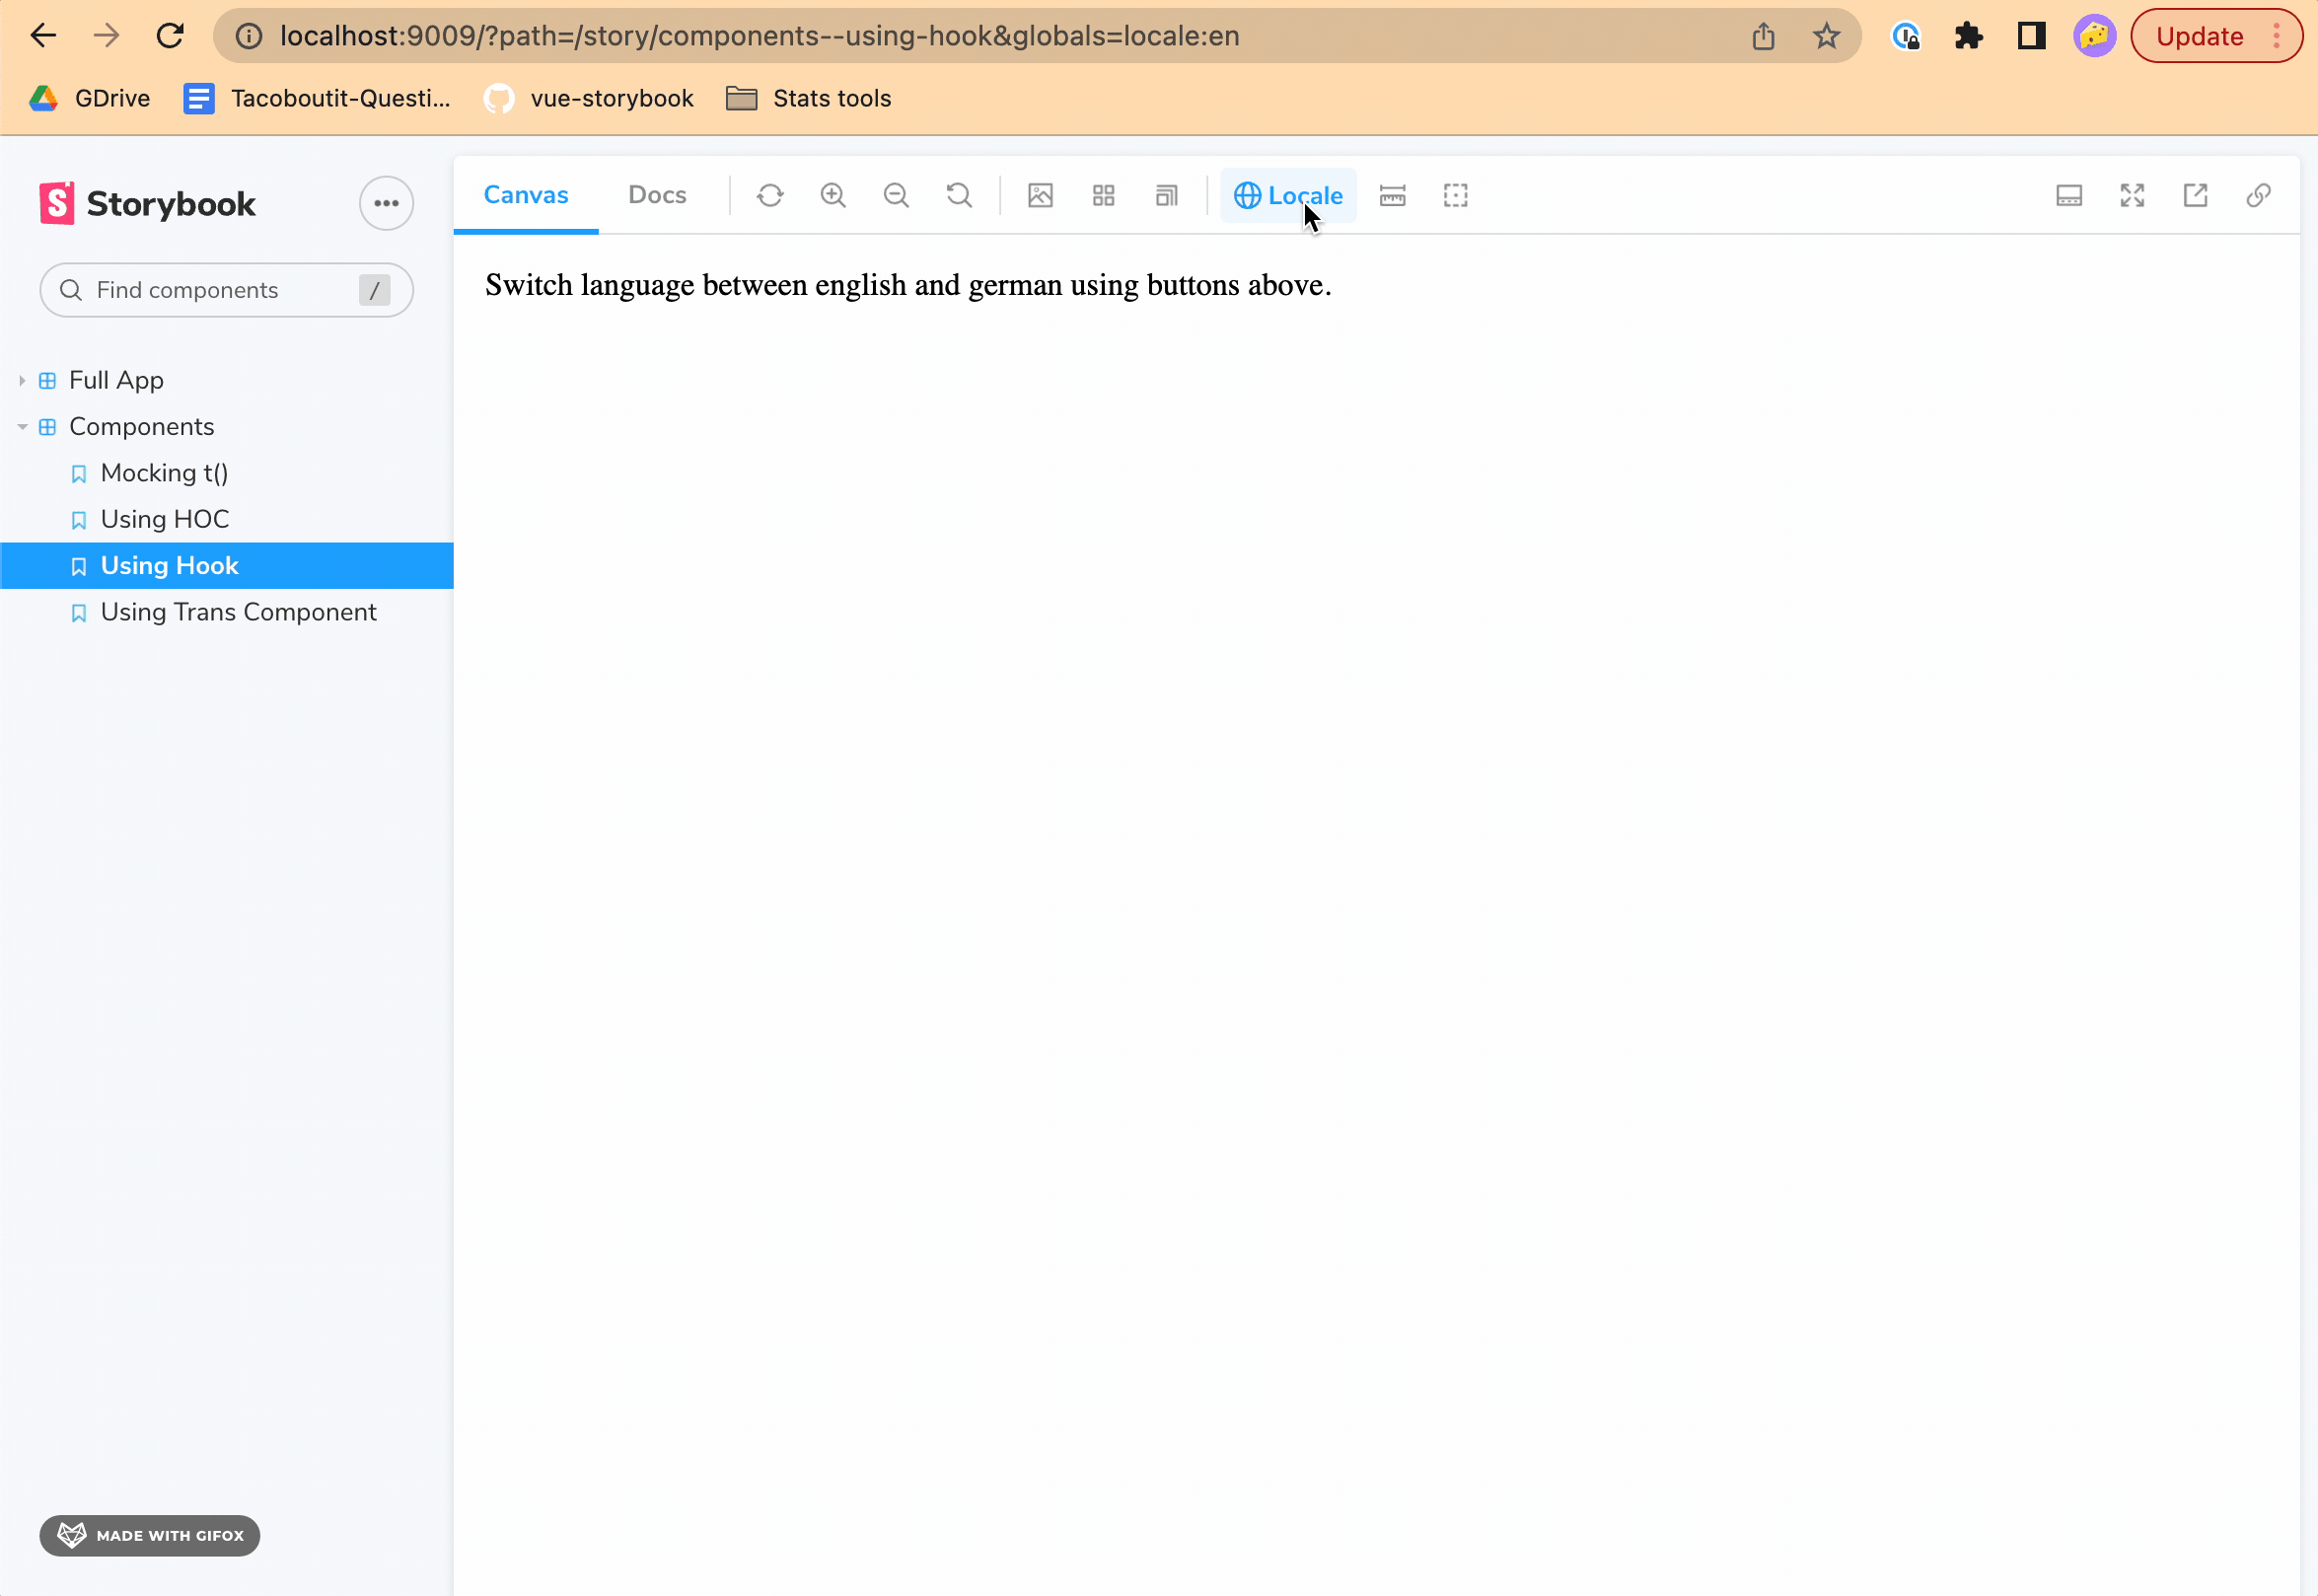 localhost:9009/?path=/story/components--using-hook&globals=locale:en
Update
GDrive
Tacoboutit-Questi...
vue-storybook
Stats tools
S Storybook
Find components /
Full App
Components
Mocking t()
Using HOC
Using Hook
Using Trans Component
MADE WITH GIFOX
Canvas Docs Locale
Switch language between english and german using buttons above.